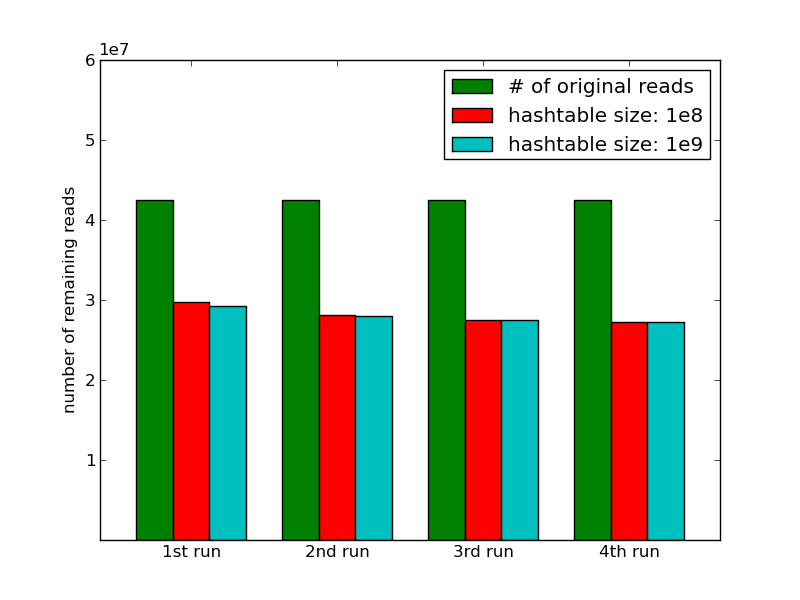 1e7
6
5
4
3
2
1
number of remaining reads
# of original reads
hashtable size: 1e8
hashtable size: 1e9
1st run 2nd run 3rd run 4th run